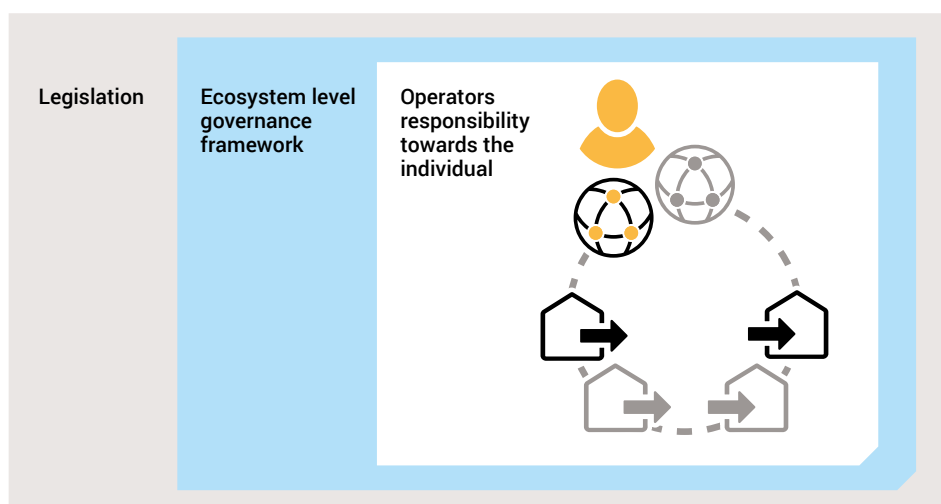 Legislation
Ecosystem level
governance
framework
Operators
responsibility
towards the
individual